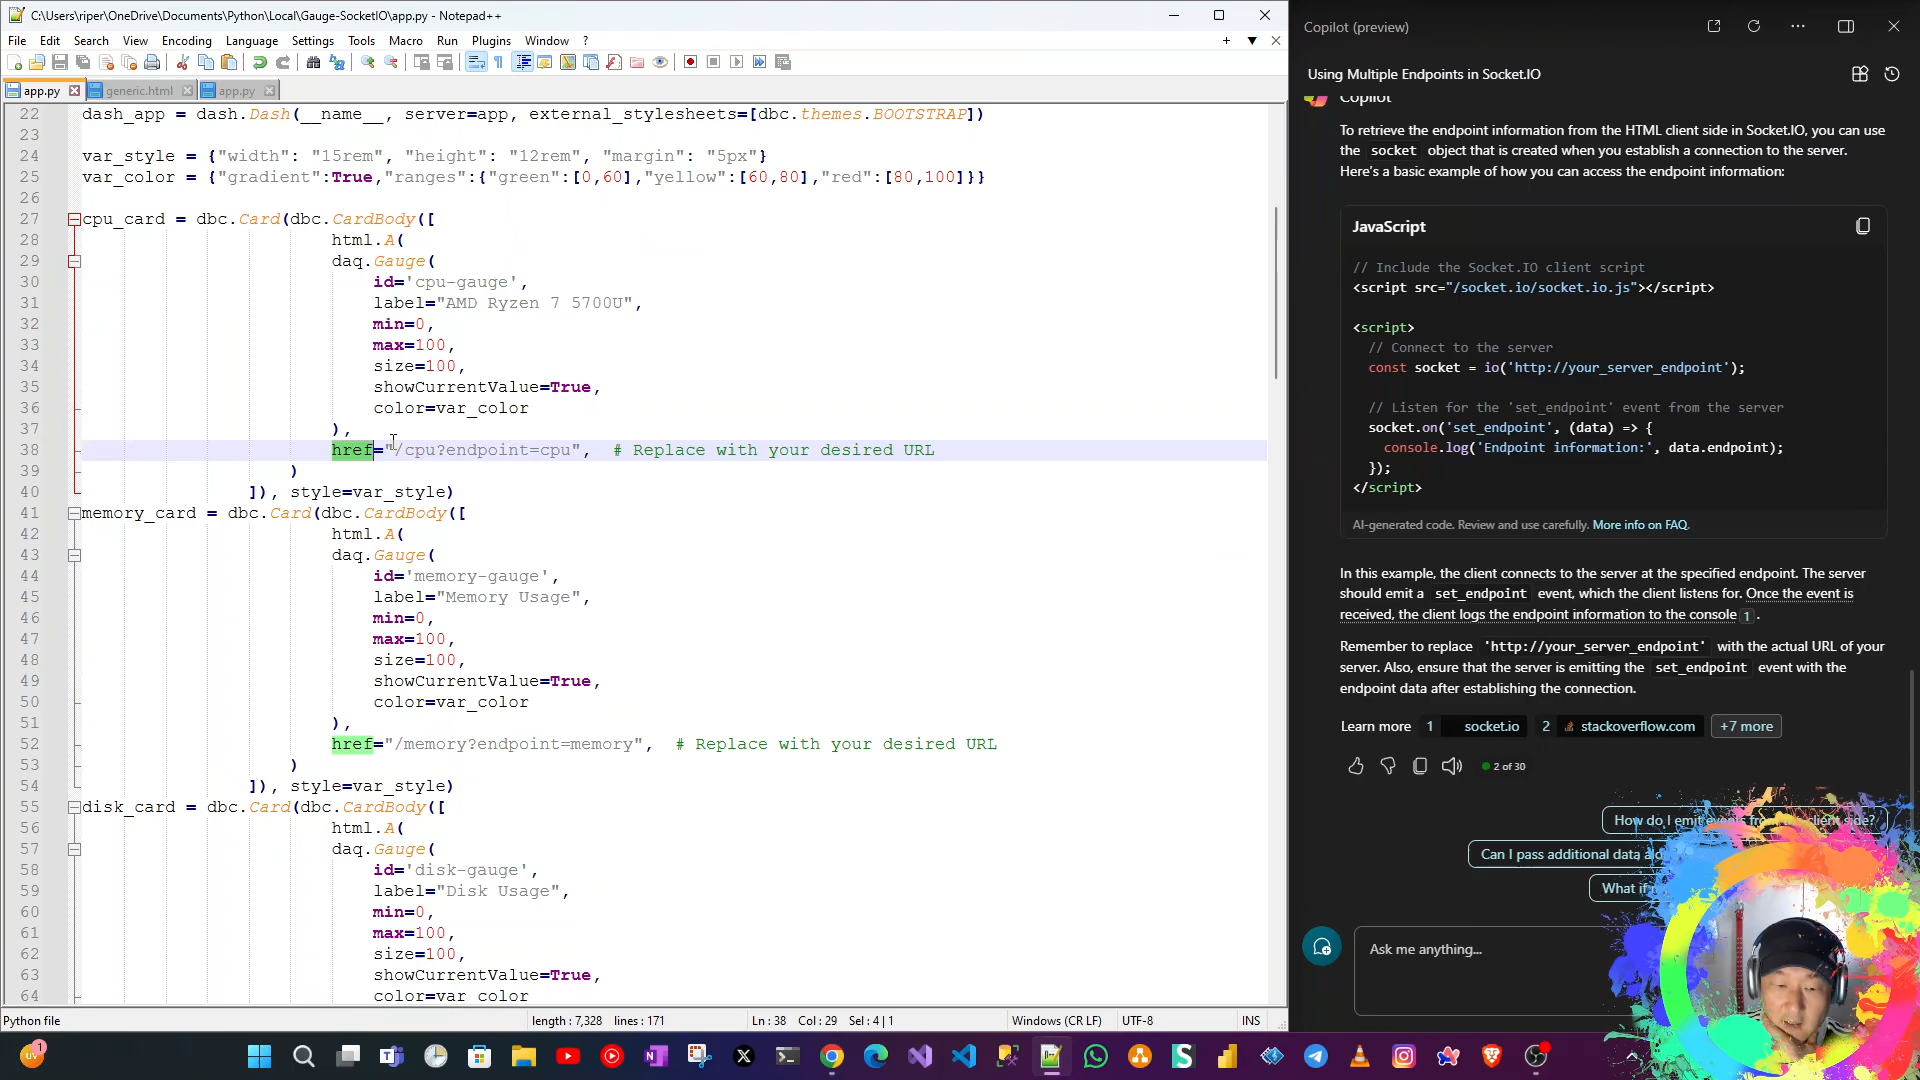 C:\Users\riper\OneDrive\Documents\Python\Local\Gauge-SocketIO\app.py - Notepad++
File Edit Search View Encoding Language Settings Tools Macro Run Plugins Window ?
app.py generic.html app.py
22 dash_app = dash.Dash(__name__, server=app, external_stylesheets=[dbc.themes.BOOTSTRAP])
23
24 var_style = {"width": "15rem", "height": "12rem", "margin": "5px"}
25 var_color = {"gradient":True,"ranges":{"green":[0,60],"yellow":[60,80],"red":[80,100]}}
26
27 cpu_card = dbc.Card(dbc.CardBody([
28 html.A(
29 daq.Gauge(
30 id='cpu-gauge',
31 label="AMD Ryzen 7 5700U",
32 min=0,
33 max=100,
34 size=100,
35 showCurrentValue=True,
36 color=var_color
37 ),
38 href="/cpu?endpoint=cpu", # Replace with your desired URL
39 )
40 ]), style=var_style)
41 memory_card = dbc.Card(dbc.CardBody([
42 html.A(
43 daq.Gauge(
44 id='memory-gauge',
45 label="Memory Usage",
46 min=0,
47 max=100,
48 size=100,
49 showCurrentValue=True,
50 color=var_color
51 ),
52 href="/memory?endpoint=memory", # Replace with your desired URL
53 )
54 ]), style=var_style)
55 disk_card = dbc.Card(dbc.CardBody([
56 html.A(
57 daq.Gauge(
58 id='disk-gauge',
59 label="Disk Usage",
60 min=0,
61 max=100,
62 size=100,
63 showCurrentValue=True,
64 color=var_color
Python file length : 7,328 lines : 171 Ln : 38 Col : 29 Sel : 4 | 1 Windows (CR LF) UTF-8 INS
Copilot (preview)
Using Multiple Endpoints in Socket.IO
Copilot
To retrieve the endpoint information from the HTML client side in Socket.IO, you can use
the socket object that is created when you establish a connection to the server.
Here's a basic example of how you can access the endpoint information:
JavaScript
// Include the Socket.IO client script
<script src="/socket.io/socket.io.js"></script>
<script>
// Connect to the server
const socket = io('http://your_server_endpoint');
// Listen for the 'set_endpoint' event from the server
socket.on('set_endpoint', (data) => {
console.log('Endpoint information:', data.endpoint);
});
</script>
AI-generated code. Review and use carefully. More info on FAQ.
In this example, the client connects to the server at the specified endpoint. The server
should emit a set_endpoint event, which the client listens for. Once the event is
received, the client logs the endpoint information to the console 1 .
Remember to replace 'http://your_server_endpoint' with the actual URL of your
server. Also, ensure that the server is emitting the set_endpoint event with the
endpoint data after establishing the connection.
Learn more 1 socket.io 2 stackoverflow.com +7 more
2 of 30
How do I emit events from client side?
Can I pass additional data
What if
Ask me anything...
UV 1